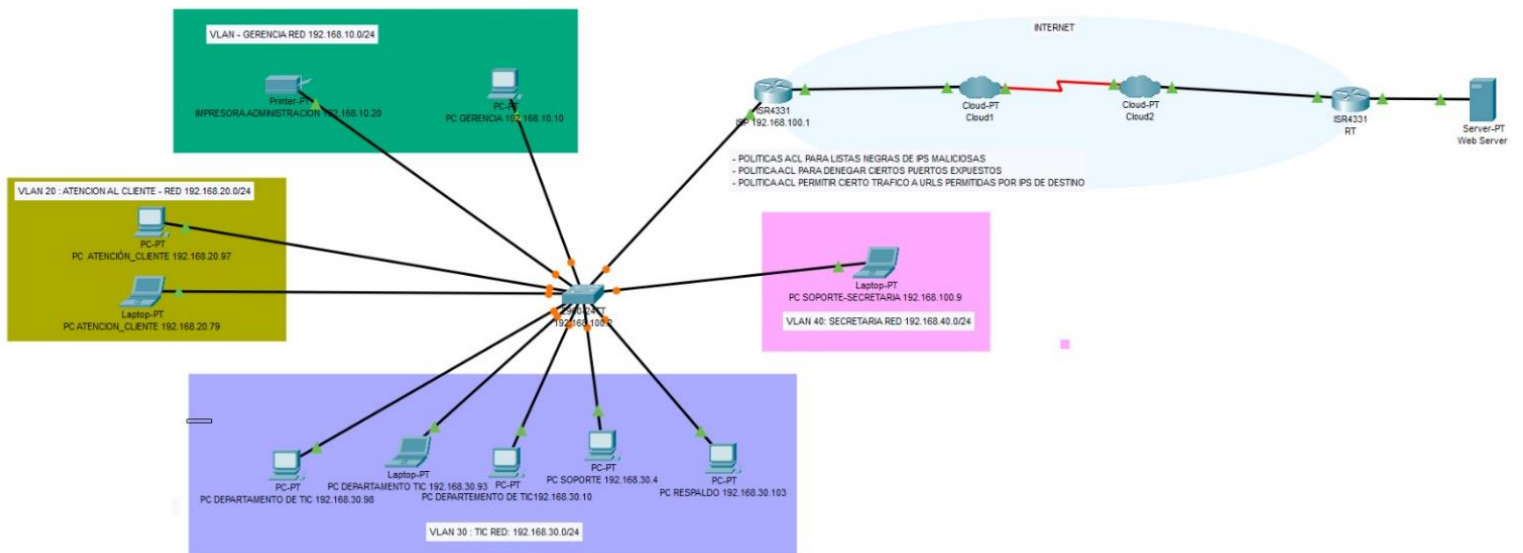 VLAN - GERENCIA RED 192.168.10.0/24
Printer-PT
IMPRESORA ADMINISTRACION 192.168.10.20
PC-PT
PC GERENCIA 192.168.10.10
INTERNET
ISR4331
ISP 192.168.100.1
Cloud-PT
Cloud1
Cloud-PT
Cloud2
ISR4331
RT
Server-PT
Web Server
- POLITICAS ACL PARA LISTAS NEGRAS DE IPS MALICIOSAS
- POLITICA ACL PARA DENEGAR CIERTOS PUERTOS EXPUESTOS
- POLITICA ACL PERMITIR CIERTO TRAFICO A URLS PERMITIDAS POR IPS DE DESTINO
VLAN 20 : ATENCION AL CLIENTE - RED 192.168.20.0/24
PC-PT
PC ATENCIÓN_CLIENTE 192.168.20.97
Laptop-PT
PC ATENCION_CLIENTE 192.168.20.79
2960-24TT
192.168.100.2
Laptop-PT
PC SOPORTE-SECRETARIA 192.168.100.9
VLAN 40: SECRETARIA RED 192.168.40.0/24
PC-PT
PC DEPARTAMENTO DE TIC 192.168.30.98
Laptop-PT
PC DEPARTAMENTO TIC 192.168.30.93
PC-PT
PC DEPARTEMENTO DE TIC192.168.30.10
PC-PT
PC SOPORTE 192.168.30.4
PC-PT
PC RESPALDO 192.168.30.103
VLAN 30 : TIC RED: 192.168.30.0/24